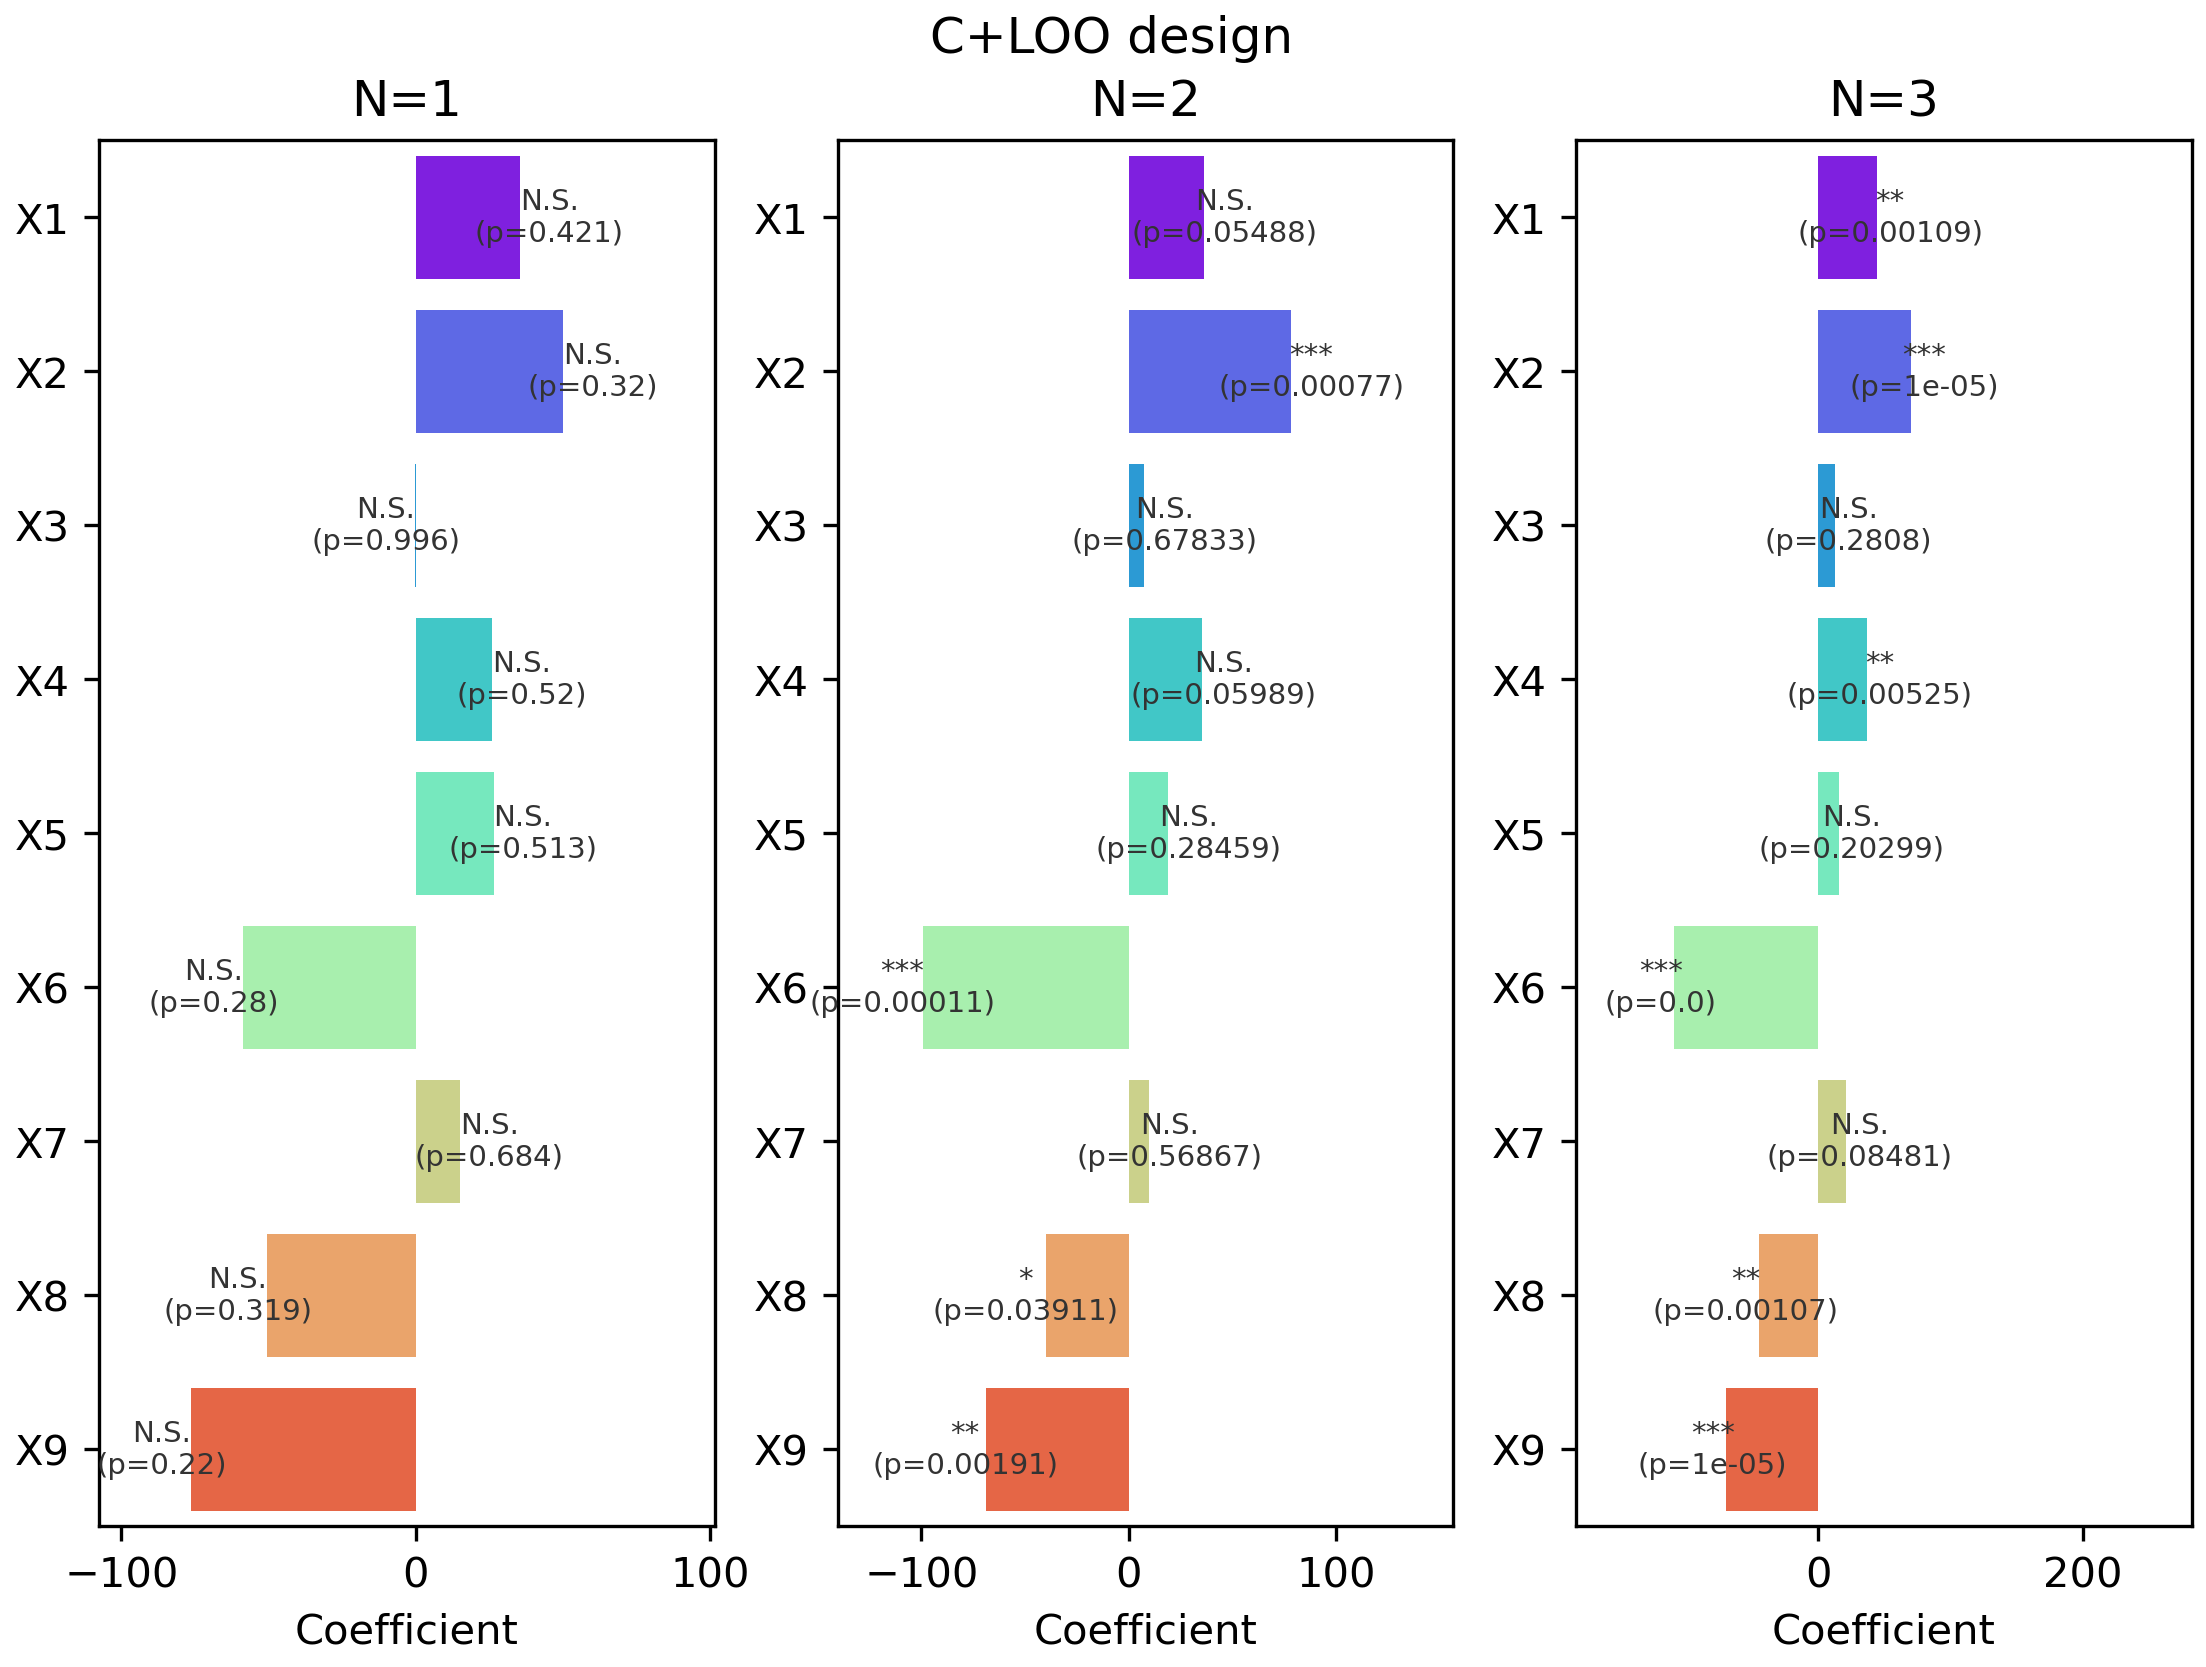 C+LOO design
N=1
X1
N.S.
(p=0.421)
X2
N.S.
(p=0.32)
X3
N.S.
(p=0.996)
X4
N.S.
(p=0.52)
X5
N.S.
(p=0.513)
X6
N.S.
(p=0.28)
X7
N.S.
(p=0.684)
X8
N.S.
(p=0.319)
X9
N.S.
(p=0.22)
−100 0 100
Coefficient
N=2
X1
N.S.
(p=0.05488)
X2
***
(p=0.00077)
X3
N.S.
(p=0.67833)
X4
N.S.
(p=0.05989)
X5
N.S.
(p=0.28459)
X6
***
(p=0.00011)
X7
N.S.
(p=0.56867)
X8
*
(p=0.03911)
X9
**
(p=0.00191)
−100 0 100
Coefficient
N=3
X1
**
(p=0.00109)
X2
***
(p=1e-05)
X3
N.S.
(p=0.2808)
X4
**
(p=0.00525)
X5
N.S.
(p=0.20299)
X6
***
(p=0.0)
X7
N.S.
(p=0.08481)
X8
**
(p=0.00107)
X9
***
(p=1e-05)
0 200
Coefficient